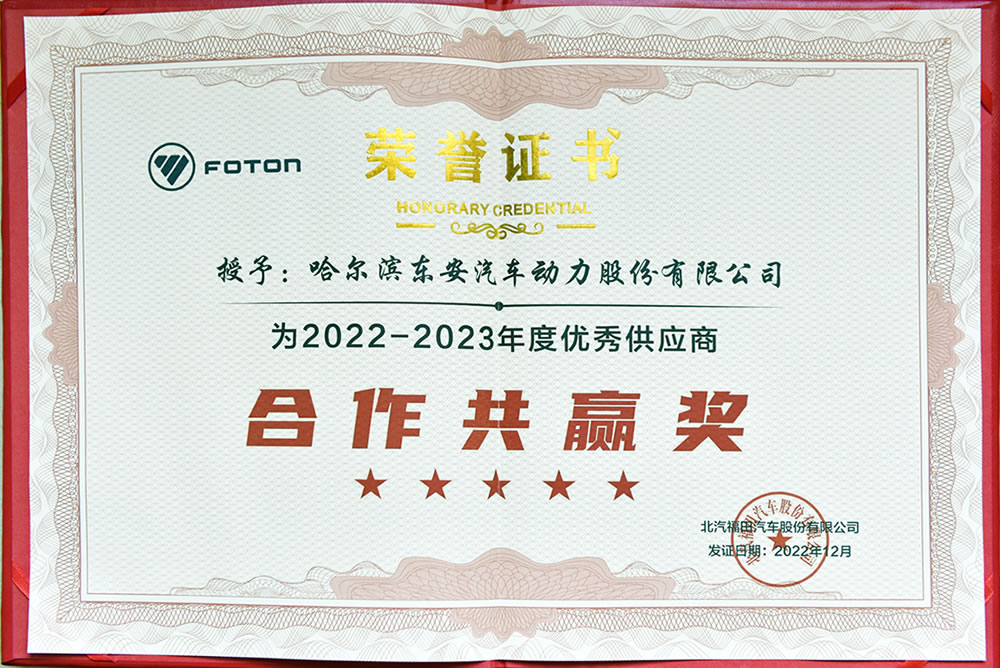 FOTON
荣誉证书
HONORARY CREDENTIAL
授予：哈尔滨东安汽车动力股份有限公司
为2022-2023年度优秀供应商
合作共赢奖
北汽福田汽车股份有限公司
发证日期：2022年12月